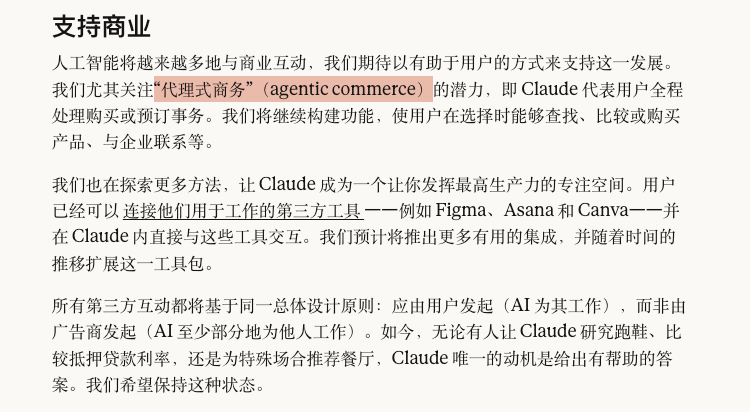 支持商业
人工智能将越来越多地与商业互动，我们期待以有助于用户的方式来支持这一发展。
我们尤其关注“代理式商务”（agentic commerce）的潜力，即 Claude 代表用户全程
处理购买或预订事务。我们将继续构建功能，使用户在选择时能够查找、比较或购买
产品、与企业联系等。
我们也在探索更多方法，让 Claude 成为一个让你发挥最高生产力的专注空间。用户
已经可以 连接他们用于工作的第三方工具 ——例如 Figma、Asana 和 Canva——并
在 Claude 内直接与这些工具交互。我们预计将推出更多有用的集成，并随着时间的
推移扩展这一工具包。
所有第三方互动都将基于同一总体设计原则：应由用户发起（AI 为其工作），而非由
广告商发起（AI 至少部分地为他人工作）。如今，无论有人让 Claude 研究跑鞋、比
较抵押贷款利率，还是为特殊场合推荐餐厅，Claude 唯一的动机是给出有帮助的答
案。我们希望保持这种状态。